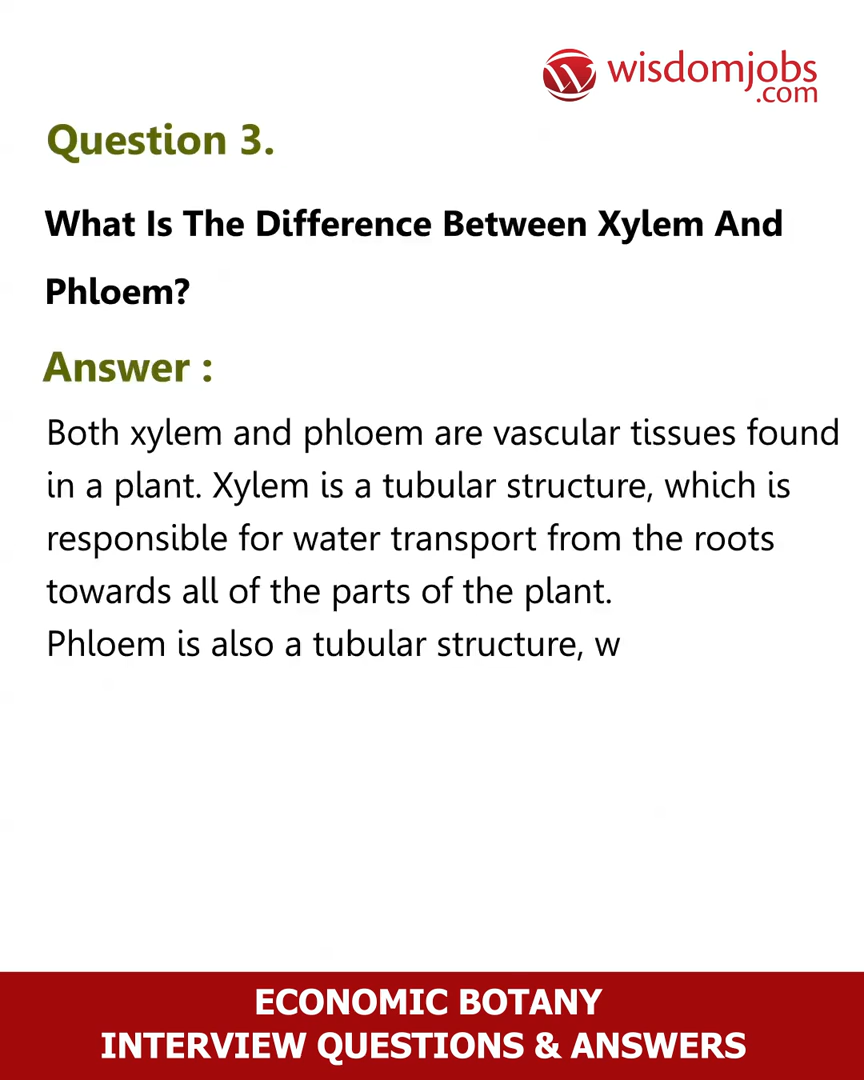 wisdomjobs
.com
Question 3.
What Is The Difference Between Xylem And
Phloem?
Answer :
Both xylem and phloem are vascular tissues found
in a plant. Xylem is a tubular structure, which is
responsible for water transport from the roots
towards all of the parts of the plant.
Phloem is also a tubular structure, w
ECONOMIC BOTANY
INTERVIEW QUESTIONS & ANSWERS